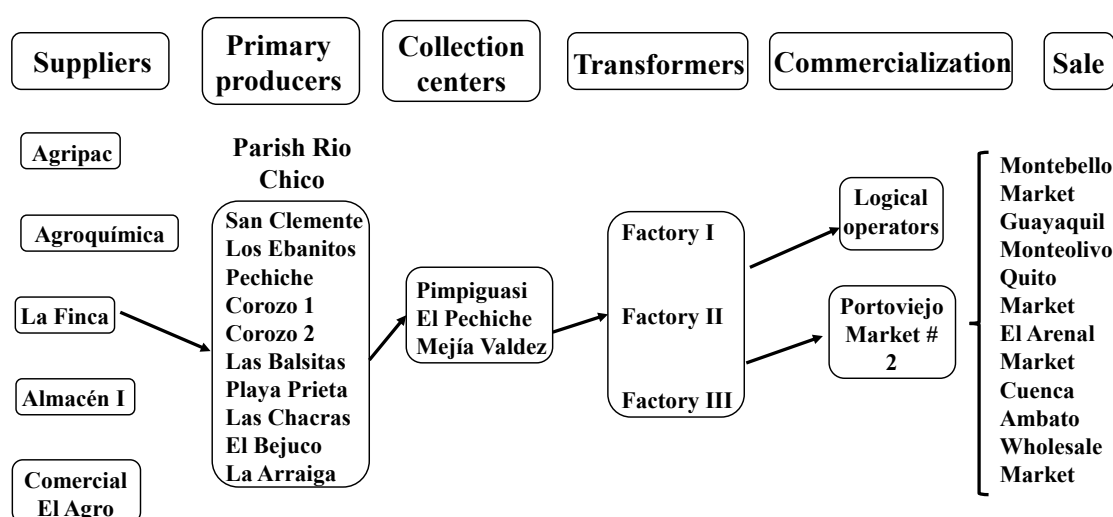 Suppliers
Primary
producers
Collection
centers
Transformers
Commercialization
Sale
Agripac
Agroquímica
La Finca
Almacén I
Comercial
El Agro
Parish Rio
Chico
San Clemente
Los Ebanitos
Pechiche
Corozo 1
Corozo 2
Las Balsitas
Playa Prieta
Las Chacras
El Bejuco
La Arraiga
Pimpiguasi
El Pechiche
Mejía Valdez
Factory I
Factory II
Factory III
Logical
operators
Portoviejo
Market #
2
Montebello
Market
Guayaquil
Monteolivo
Quito
Market
El Arenal
Market
Cuenca
Ambato
Wholesale
Market